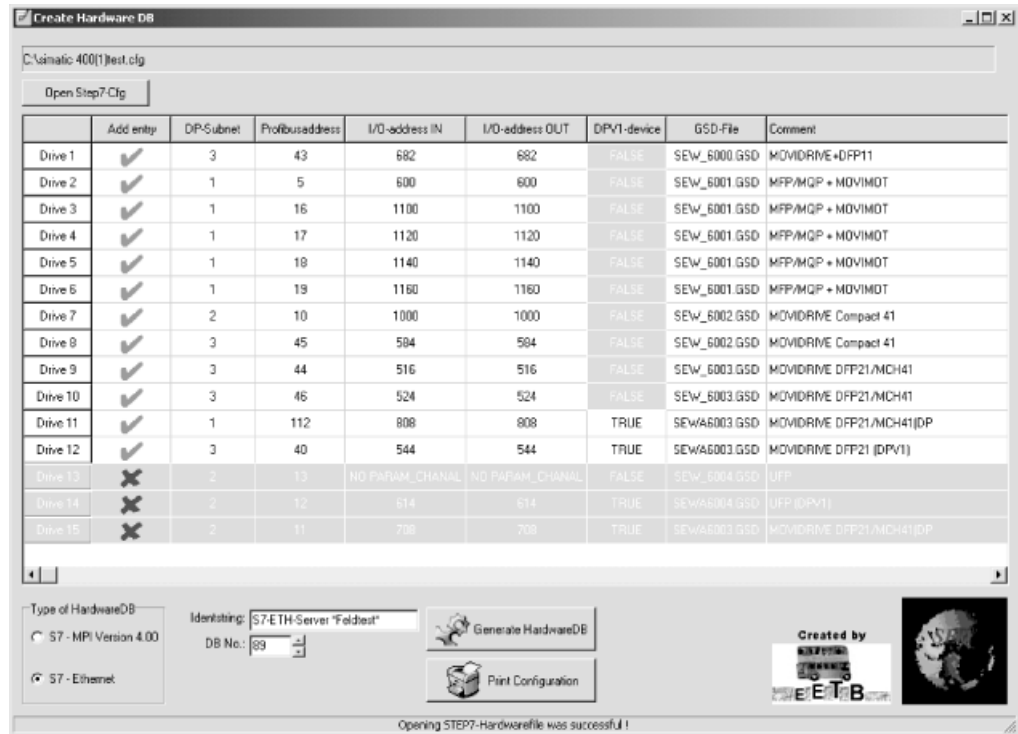 Create Hardware DB
C:\simatic 400(1)test.cfg
Open Step7-Cfg
Add entry DP-Subnet Profibusaddress I/O-address IN I/O-address OUT DPV1-device GSD-File Comment
Drive 1 3 43 682 682 FALSE SEW_6000.GSD MOVIDRIVE+DFP11
Drive 2 1 5 600 600 FALSE SEW_6001.GSD MFP/MQP + MOVIMOT
Drive 3 1 16 1100 1100 FALSE SEW_6001.GSD MFP/MQP + MOVIMOT
Drive 4 1 17 1120 1120 FALSE SEW_6001.GSD MFP/MQP + MOVIMOT
Drive 5 1 18 1140 1140 FALSE SEW_6001.GSD MFP/MQP + MOVIMOT
Drive 6 1 19 1160 1160 FALSE SEW_6001.GSD MFP/MQP + MOVIMOT
Drive 7 2 10 1000 1000 FALSE SEW_6002.GSD MOVIDRIVE Compact 41
Drive 8 3 45 584 584 FALSE SEW_6002.GSD MOVIDRIVE Compact 41
Drive 9 3 44 516 516 FALSE SEW_6003.GSD MOVIDRIVE DFP21/MCH41
Drive 10 3 46 524 524 FALSE SEW_6003.GSD MOVIDRIVE DFP21/MCH41
Drive 11 1 112 808 808 TRUE SEWA6003.GSD MOVIDRIVE DFP21/MCH41(DP
Drive 12 3 40 544 544 TRUE SEWA6003.GSD MOVIDRIVE DFP21 (DPV1)
Drive 13 2 13 NO PARAM_CHANAL NO PARAM_CHANAL FALSE SEW_6004.GSD UFP
Drive 14 2 12 614 614 TRUE SEWA6004.GSD UFP (DPV1)
Drive 15 2 11 708 708 TRUE SEWA6003.GSD MOVIDRIVE DFP21/MCH41(DP
Type of HardwareDB
S7 - MPI Version 4.00
S7 - Ethernet
Identstring: S7-ETH-Server "Feldtest"
DB No.: 89
Generate HardwareDB
Print Configuration
Created by
EETB
Opening STEP7-Hardwarefile was successful !